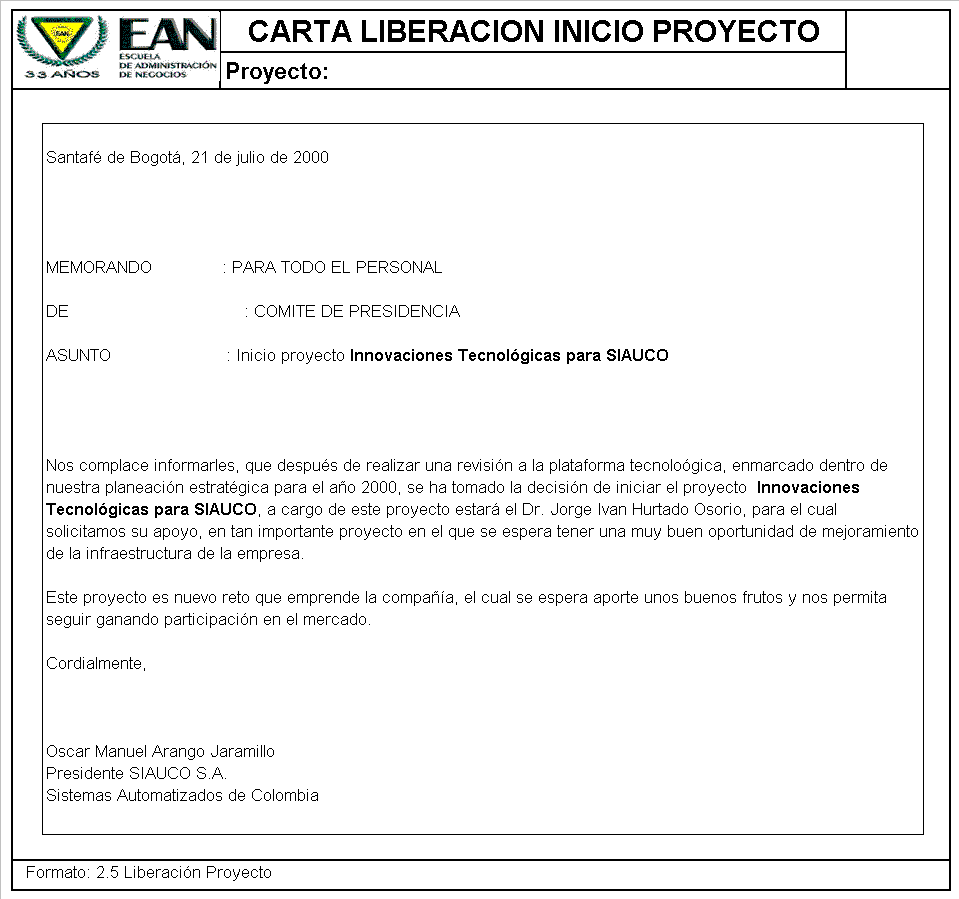 EAN
ESCUELA
DE ADMINISTRACIÓN
DE NEGOCIOS
33 AÑOS
CARTA LIBERACION INICIO PROYECTO
Proyecto:
Santafé de Bogotá, 21 de julio de 2000
MEMORANDO : PARA TODO EL PERSONAL
DE : COMITE DE PRESIDENCIA
ASUNTO : Inicio proyecto Innovaciones Tecnológicas para SIAUCO
Nos complace informarles, que después de realizar una revisión a la plataforma tecnoloógica, enmarcado dentro de
nuestra planeación estratégica para el año 2000, se ha tomado la decisión de iniciar el proyecto Innovaciones
Tecnológicas para SIAUCO, a cargo de este proyecto estará el Dr. Jorge Ivan Hurtado Osorio, para el cual
solicitamos su apoyo, en tan importante proyecto en el que se espera tener una muy buen oportunidad de mejoramiento
de la infraestructura de la empresa.
Este proyecto es nuevo reto que emprende la compañía, el cual se espera aporte unos buenos frutos y nos permita
seguir ganando participación en el mercado.
Cordialmente,
Oscar Manuel Arango Jaramillo
Presidente SIAUCO S.A.
Sistemas Automatizados de Colombia
Formato: 2.5 Liberación Proyecto